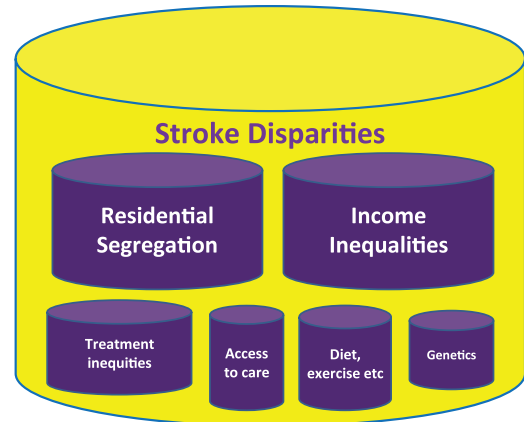 Stroke Disparities
Residential
Segregation
Income
Inequalities
Treatment
inequities
Access
to care
Diet,
exercise etc
Genetics